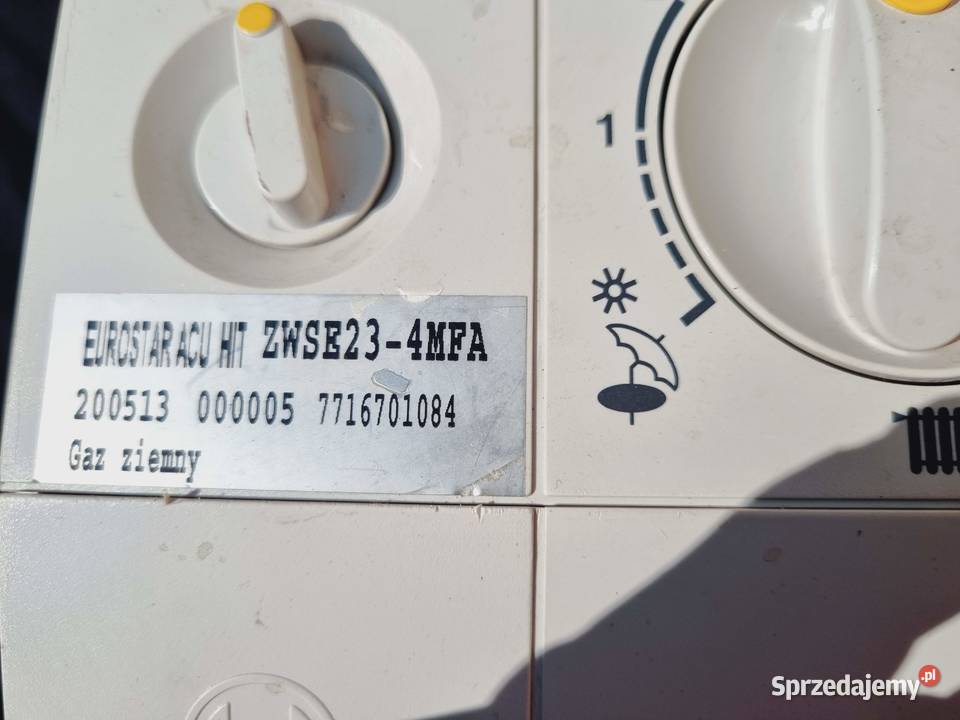 1
EUROSTAR ACU HIT ZWSE23-4MFA
200513 000005 7716701084
Gaz ziemny
Sprzedajemy.pl